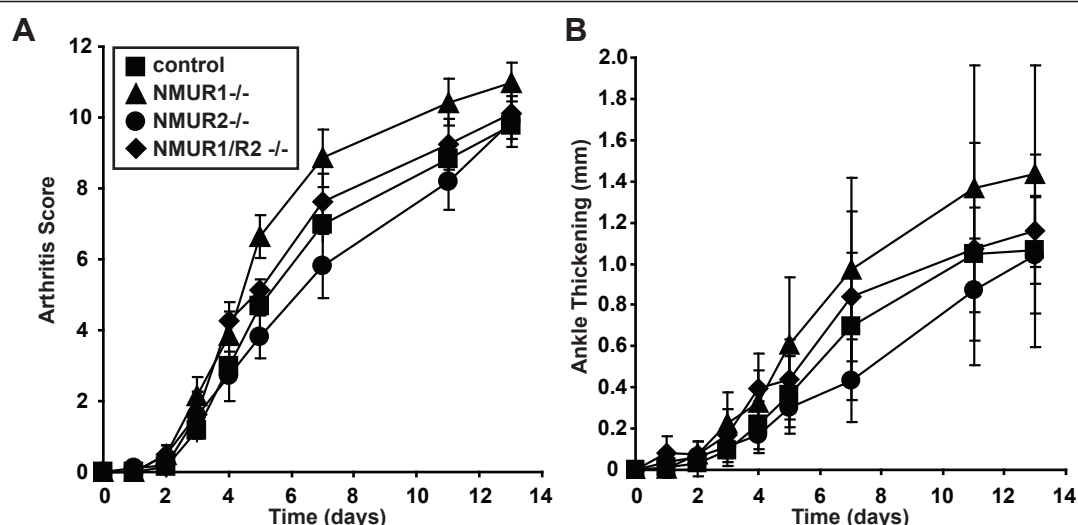 A
12
10
8
6
4
2
0
Arthritis Score
control
NMUR1-/-
NMUR2-/-
NMUR1/R2 -/-
0 2 4 6 8 10 12 14
Time (days)
B
2.0
1.8
1.6
1.4
1.2
1.0
0.8
0.6
0.4
0.2
0
Ankle Thickening (mm)
0 2 4 6 8 10 12 14
Time (days)